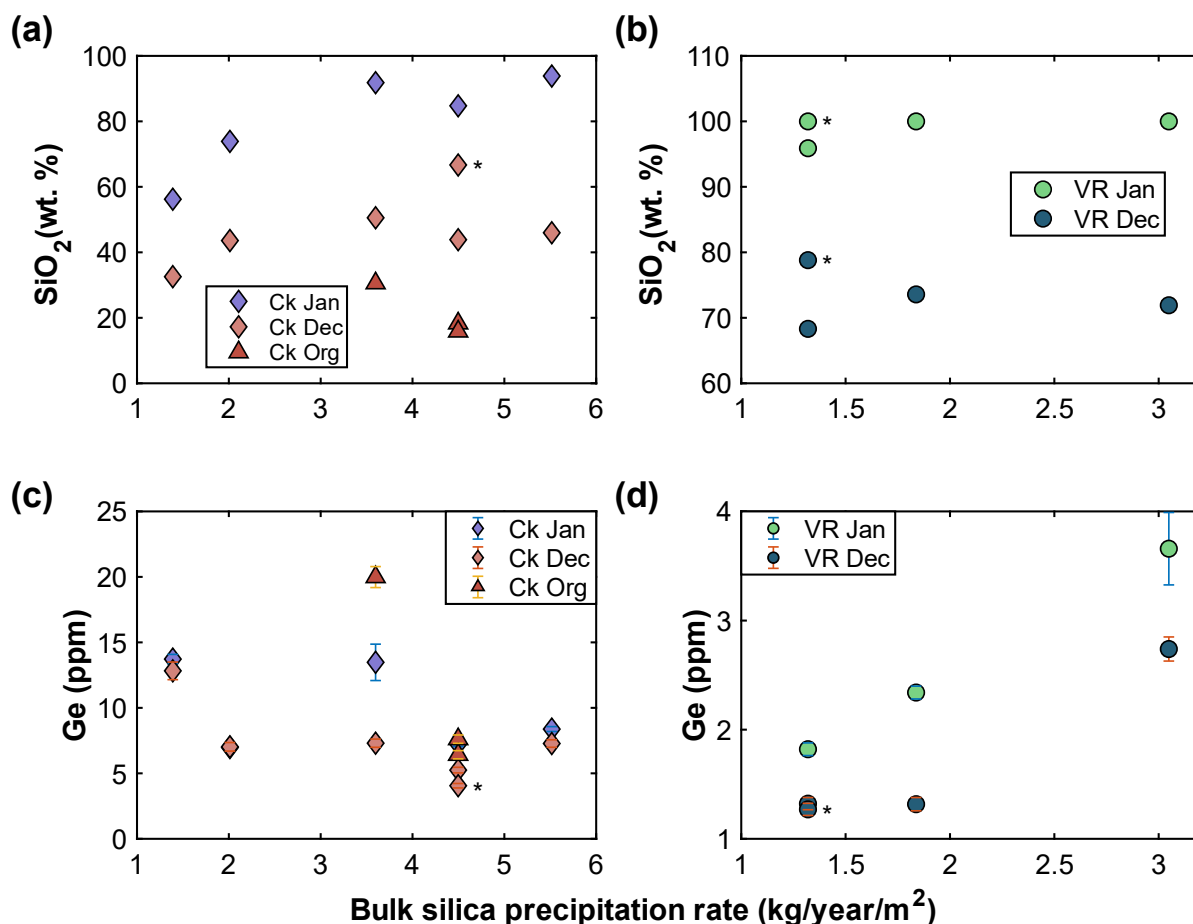 (a)
100
80
60
40
20
0
SiO2(wt. %)
*
Ck Jan
Ck Dec
Ck Org
1 2 3 4 5 6
(b)
110
100
90
80
70
60
SiO2(wt. %)
*
VR Jan
VR Dec
*
1 1.5 2 2.5 3
(c)
25
20
15
10
5
0
Ge (ppm)
Ck Jan
Ck Dec
Ck Org
*
1 2 3 4 5 6
(d)
4
3
2
1
Ge (ppm)
VR Jan
VR Dec
*
1 1.5 2 2.5 3
Bulk silica precipitation rate (kg/year/m2)